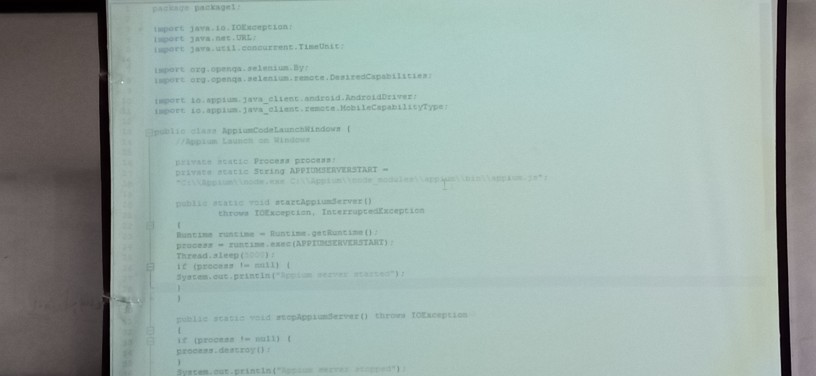 package package1;
import java.io.IOException;
import java.net.URL;
import java.util.concurrent.TimeUnit;
import org.openqa.selenium.By;
import org.openqa.selenium.remote.DesiredCapabilities;
import io.appium.java_client.android.AndroidDriver;
import io.appium.java_client.remote.MobileCapabilityType;
public class AppiumCodeLaunchWindows {
//Appium Launch on Windows
private static Process process;
private static String APPIUMSERVERSTART =
"C:\\Appium\\node.exe C:\\Appium\\node_modules\\appium\\bin\\appium.js";
public static void startAppiumServer()
throws IOException, InterruptedException
{
Runtime runtime = Runtime.getRuntime();
process = runtime.exec(APPIUMSERVERSTART);
Thread.sleep(5000);
if (process != null) {
System.out.println("Appium server started");
}
}
public static void stopAppiumServer() throws IOException
{
if (process != null) {
process.destroy();
}
System.out.println("Appium server stopped");